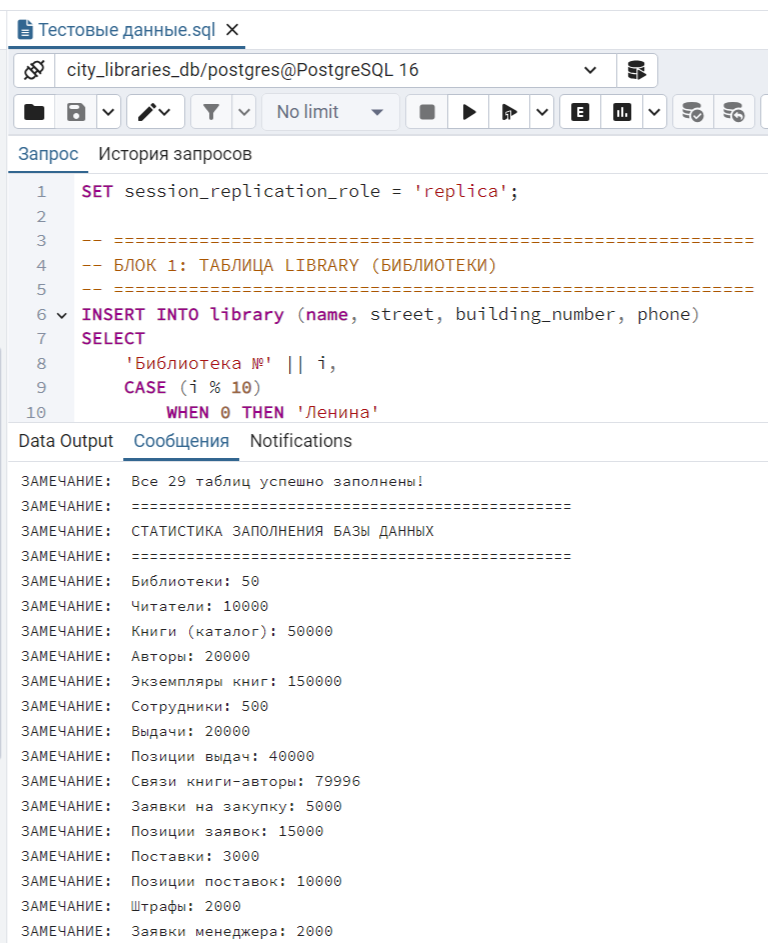 Тестовые данные.sql
city_libraries_db/postgres@PostgreSQL 16
No limit
E
Запрос История запросов
1 SET session_replication_role = 'replica';
2
3 -- ============================================================
4 -- БЛОК 1: ТАБЛИЦА LIBRARY (БИБЛИОТЕКИ)
5 -- ============================================================
6 INSERT INTO library (name, street, building_number, phone)
7 SELECT
8 'Библиотека №' || i,
9 CASE (i % 10)
10 WHEN 0 THEN 'Ленина'
Data Output Сообщения Notifications
ЗАМЕЧАНИЕ: Все 29 таблиц успешно заполнены!
ЗАМЕЧАНИЕ: ================================================
ЗАМЕЧАНИЕ: СТАТИСТИКА ЗАПОЛНЕНИЯ БАЗЫ ДАННЫХ
ЗАМЕЧАНИЕ: ================================================
ЗАМЕЧАНИЕ: Библиотеки: 50
ЗАМЕЧАНИЕ: Читатели: 10000
ЗАМЕЧАНИЕ: Книги (каталог): 50000
ЗАМЕЧАНИЕ: Авторы: 20000
ЗАМЕЧАНИЕ: Экземпляры книг: 150000
ЗАМЕЧАНИЕ: Сотрудники: 500
ЗАМЕЧАНИЕ: Выдачи: 20000
ЗАМЕЧАНИЕ: Позиции выдач: 40000
ЗАМЕЧАНИЕ: Связи книги-авторы: 79996
ЗАМЕЧАНИЕ: Заявки на закупку: 5000
ЗАМЕЧАНИЕ: Позиции заявок: 15000
ЗАМЕЧАНИЕ: Поставки: 3000
ЗАМЕЧАНИЕ: Позиции поставок: 10000
ЗАМЕЧАНИЕ: Штрафы: 2000
ЗАМЕЧАНИЕ: Заявки менеджера: 2000